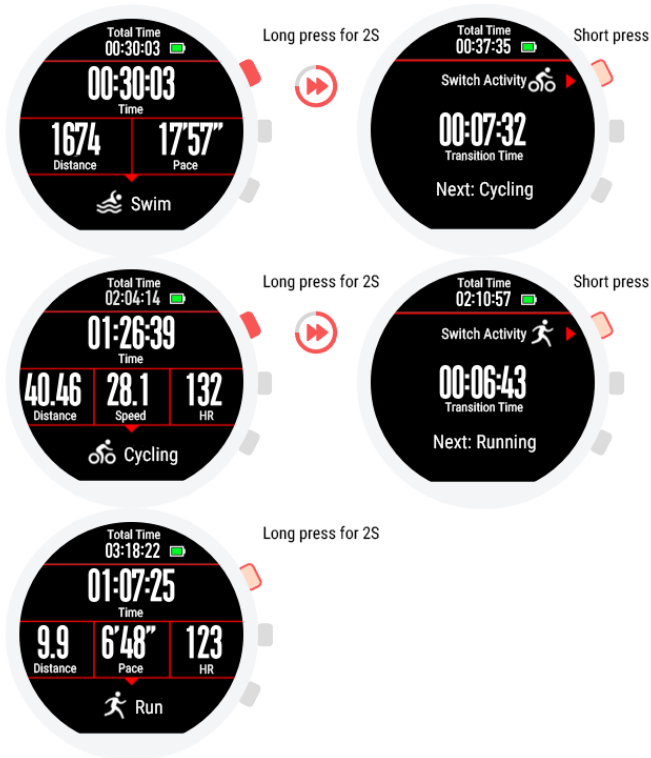 Total Time
00:30:03
00:30:03
Time
1674 17'57"
Distance Pace
Swim
Long press for 2S
Total Time
00:37:35
Switch Activity
00:07:32
Transition Time
Next: Cycling
Short press
Total Time
02:04:14
01:26:39
Time
40.46 28.1 132
Distance Speed HR
Cycling
Long press for 2S
Total Time
02:10:57
Switch Activity
00:06:43
Transition Time
Next: Running
Short press
Total Time
03:18:22
01:07:25
Time
9.9 6'48" 123
Distance Pace HR
Run
Long press for 2S